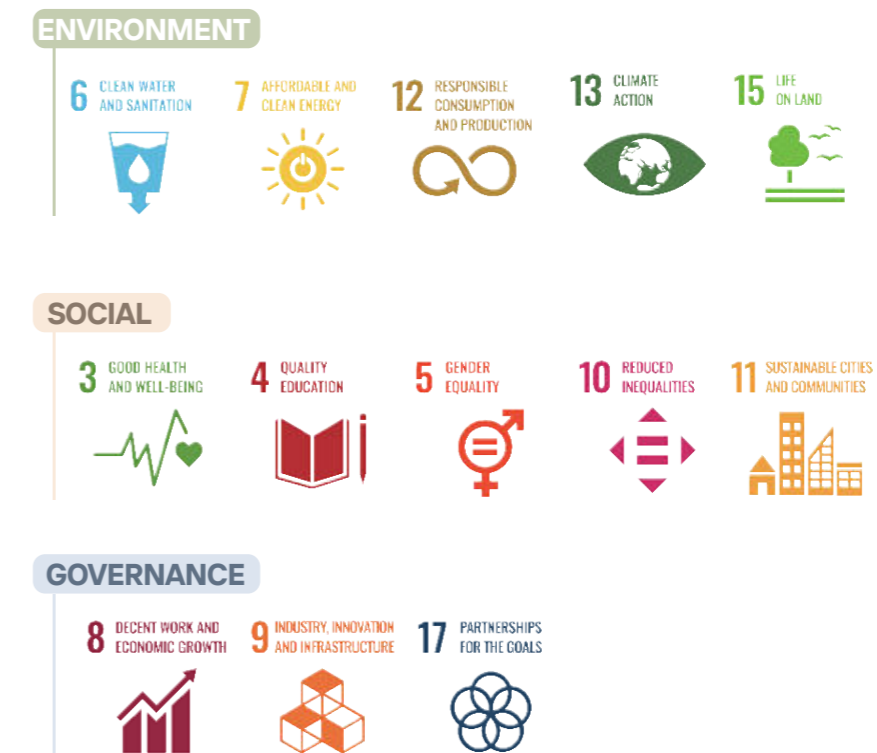 ENVIRONMENT
6 CLEAN WATER
AND SANITATION
7 AFFORDABLE AND
CLEAN ENERGY
12 RESPONSIBLE
CONSUMPTION
AND PRODUCTION
13 CLIMATE
ACTION
15 LIFE
ON LAND
SOCIAL
3 GOOD HEALTH
AND WELL-BEING
4 QUALITY
EDUCATION
5 GENDER
EQUALITY
10 REDUCED
INEQUALITIES
11 SUSTAINABLE CITIES
AND COMMUNITIES
GOVERNANCE
8 DECENT WORK AND
ECONOMIC GROWTH
9 INDUSTRY, INNOVATION
AND INFRASTRUCTURE
17 PARTNERSHIPS
FOR THE GOALS